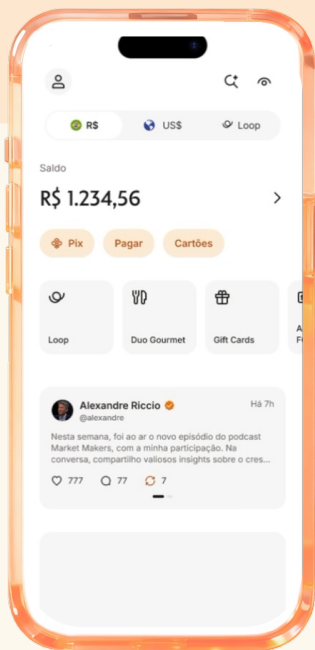 R$
US$
Loop
Saldo
R$ 1.234,56
Pix
Pagar
Cartões
Loop
Duo Gourmet
Gift Cards
Alexandre Riccio
Há 7h
@alexandre
Nesta semana, foi ao ar o novo episódio do podcast
Market Makers, com a minha participação. Na
conversa, compartilho valiosos insights sobre o cres...
777
77
7